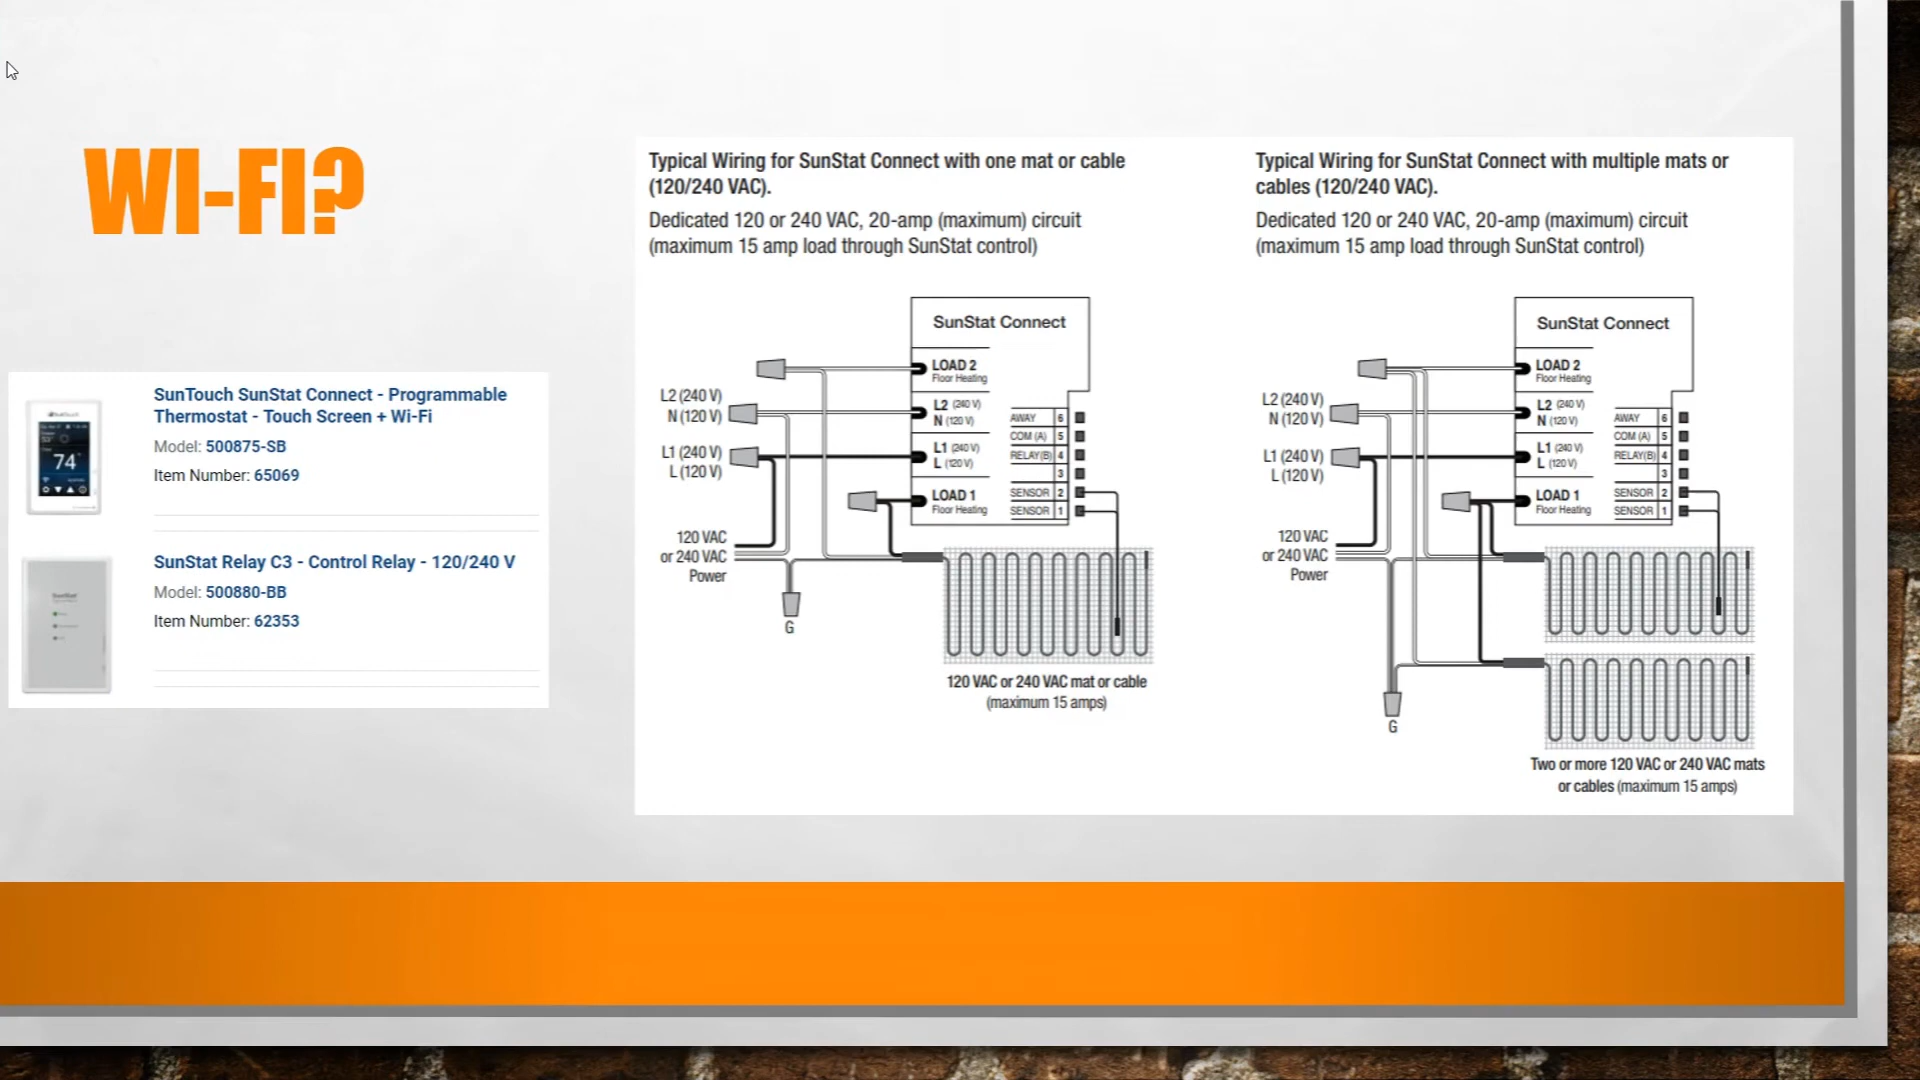 WI-FI?
SunTouch SunStat Connect - Programmable
Thermostat - Touch Screen + Wi-Fi
Model: 500875-SB
Item Number: 65069
74°
SunStat Relay C3 - Control Relay - 120/240 V
Model: 500880-BB
Item Number: 62353
Typical Wiring for SunStat Connect with one mat or cable
(120/240 VAC).
Dedicated 120 or 240 VAC, 20-amp (maximum) circuit
(maximum 15 amp load through SunStat control)
SunStat Connect
LOAD 2
Floor Heating
L2 (240 V)
N (120 V)
L2 (240 V)
N (120 V)
L1 (240 V)
L (120 V)
L1 (240 V)
L (120 V)
LOAD 1
Floor Heating
AWAY 6
COM (A) 5
RELAY(B) 4
3
SENSOR 2
SENSOR 1
120 VAC
or 240 VAC
Power
G
120 VAC or 240 VAC mat or cable
(maximum 15 amps)
Typical Wiring for SunStat Connect with multiple mats or
cables (120/240 VAC).
Dedicated 120 or 240 VAC, 20-amp (maximum) circuit
(maximum 15 amp load through SunStat control)
SunStat Connect
LOAD 2
Floor Heating
L2 (240 V)
N (120 V)
L2 (240 V)
N (120 V)
L1 (240 V)
L (120 V)
L1 (240 V)
L (120 V)
LOAD 1
Floor Heating
AWAY 6
COM (A) 5
RELAY(B) 4
3
SENSOR 2
SENSOR 1
120 VAC
or 240 VAC
Power
G
Two or more 120 VAC or 240 VAC mats
or cables (maximum 15 amps)